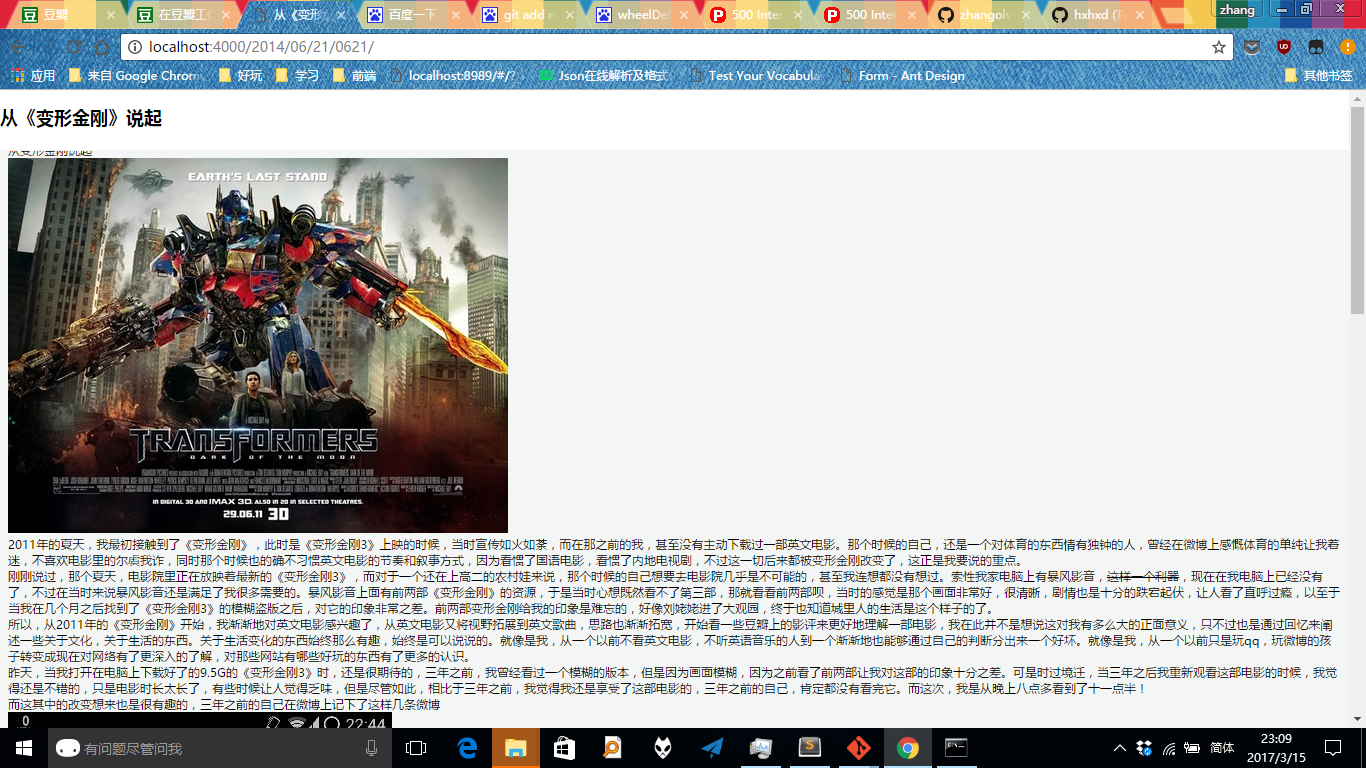 豆瓣
在豆瓣工
从《变形
百度一下
git add re
wheelDel
500 Inter
500 Inter
zhangolv
hxhxd (Ty
zhang
localhost:4000/2014/06/21/0621/
应用
来自 Google Chrom
好玩
学习
前端
localhost:8989/#/?
Json在线解析及格式
Test Your Vocabula
Form - Ant Design
其他书签
从《变形金刚》说起
从变形金刚说起
EARTH'S LAST STAND
TRANSFORMERS
DARK OF THE MOON
IN DIGITAL 3D AND IMAX 3D. ALSO IN 2D IN SELECTED THEATRES.
29.06.11 3D
2011年的夏天，我最初接触到了《变形金刚》，此时是《变形金刚3》上映的时候，当时宣传如火如荼，而在那之前的我，甚至没有主动下载过一部英文电影。那个时候的自己，还是一个对体育的东西情有独钟的人，曾经在微博上感慨体育的单纯让我着
迷，不喜欢电影里的尔虞我诈，同时那个时候也的确不习惯英文电影的节奏和叙事方式，因为看惯了国语电影，看惯了内地电视剧，不过这一切后来都被变形金刚改变了，这正是我要说的重点。
刚刚说过，那个夏天，电影院里正在放映着最新的《变形金刚3》，而对于一个还在上高二的农村娃来说，那个时候的自己想要去电影院几乎是不可能的，甚至我连想都没有想过。索性我家电脑上有暴风影音，这样一个利器，现在在我电脑上已经没有
了，不过在当时来说暴风影音还是满足了我很多需要的。暴风影音上面有前两部《变形金刚》的资源，于是当时心想既然看不了第三部，那就看看前两部呗，当时的感觉是那个画面非常好，很清晰，剧情也是十分的跌宕起伏，让人看了直呼过瘾，以至于
当我在几个月之后找到了《变形金刚3》的模糊盗版之后，对它的印象非常之差。前两部变形金刚给我的印象是难忘的，好像刘姥姥进了大观园，终于也知道城里人的生活是这个样子的了。
所以，从2011年的《变形金刚》开始，我渐渐地对英文电影感兴趣了，从英文电影又将视野拓展到英文歌曲，思路也渐渐拓宽，开始看一些豆瓣上的影评来更好地理解一部电影，我在此并不是想说这对我有多么大的正面意义，只不过也是通过回忆来阐
述一些关于文化，关于生活的东西。关于生活变化的东西始终那么有趣，始终是可以说说的。就像是我，从一个以前不看英文电影，不听英语音乐的人到一个渐渐地也能够通过自己的判断分出来一个好坏。就像是我，从一个以前只是玩qq，玩微博的孩
子转变成现在对网络有了更深入的了解，对那些网站有哪些好玩的东西有了更多的认识。
昨天，当我打开在电脑上下载好了的9.5G的《变形金刚3》时，还是很期待的，三年之前，我曾经看过一个模糊的版本，但是因为画面模糊，因为之前看了前两部让我对这部的印象十分之差。可是时过境迁，当三年之后我重新观看这部电影的时候，我觉
得还是不错的，只是电影时长太长了，有些时候让人觉得乏味，但是尽管如此，相比于三年之前，我觉得我还是享受了这部电影的，三年之前的自己，肯定都没有看完它。而这次，我是从晚上八点多看到了十一点半！
而这其中的改变想来也是很有趣的，三年之前的自己在微博上记下了这样几条微博
0
22:44
有问题尽管问我
简体
23:09
2017/3/15